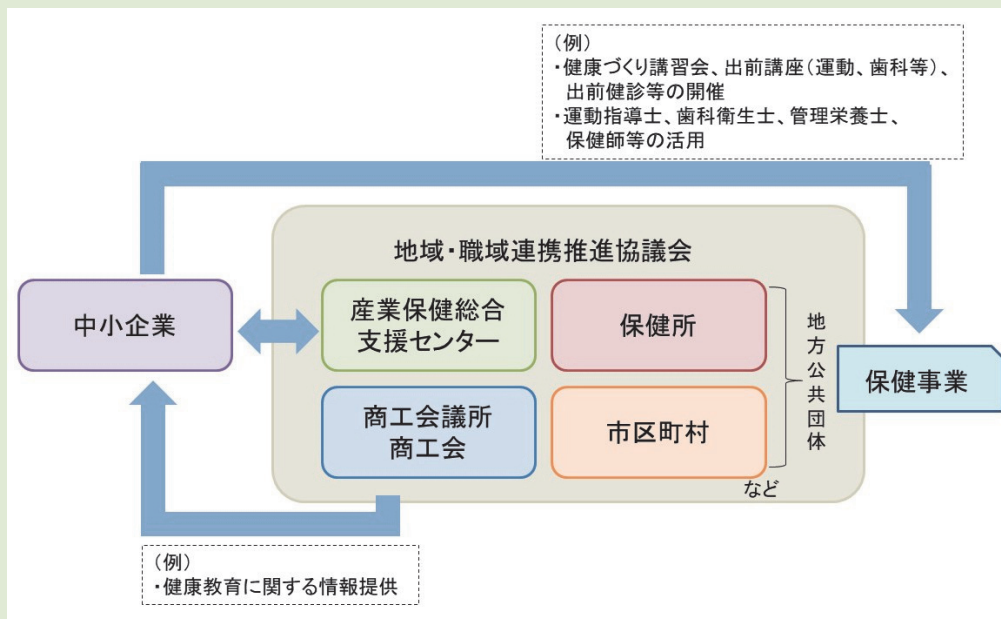 （例）
・健康づくり講習会、出前講座（運動、歯科等）、
出前健診等の開催
・運動指導士、歯科衛生士、管理栄養士、
保健師等の活用
地域・職域連携推進協議会
中小企業
産業保健総合
支援センター
保健所
商工会議所
商工会
市区町村
地方公共団体
など
保健事業
（例）
・健康教育に関する情報提供